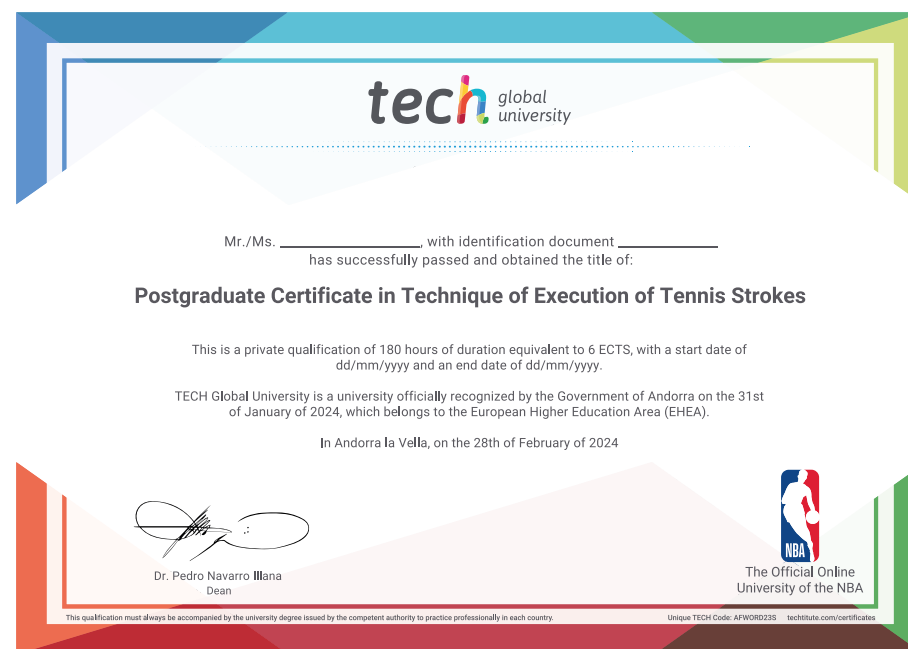 tech global
university
Mr./Ms. ____________________, with identification document ______________
has successfully passed and obtained the title of:
Postgraduate Certificate in Technique of Execution of Tennis Strokes
This is a private qualification of 180 hours of duration equivalent to 6 ECTS, with a start date of
dd/mm/yyyy and an end date of dd/mm/yyyy.
TECH Global University is a university officially recognized by the Government of Andorra on the 31st
of January of 2024, which belongs to the European Higher Education Area (EHEA).
In Andorra la Vella, on the 28th of February of 2024
NBA
Dr. Pedro Navarro Illana
Dean
The Official Online
University of the NBA
This qualification must always be accompanied by the university degree issued by the competent authority to practice professionally in each country.
Unique TECH Code: AFWORD23S techtitute.com/certificates